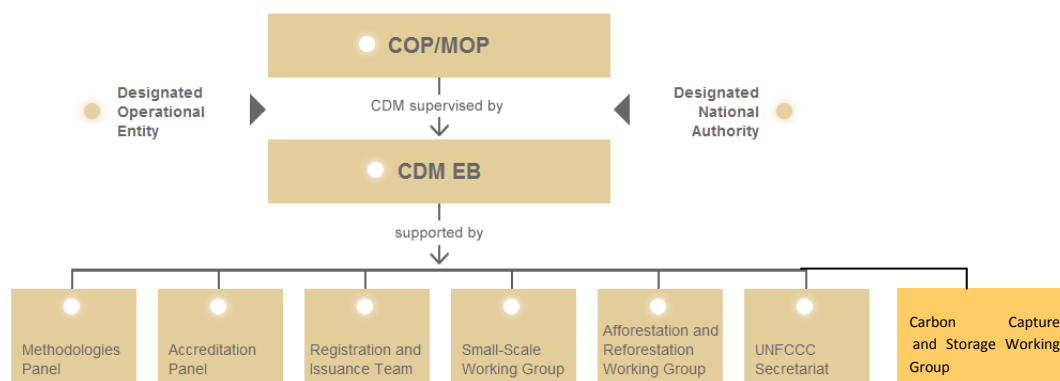 COP/MOP
Designated
Operational
Entity
CDM supervised by
Designated
National
Authority
CDM EB
supported by
Methodologies
Panel
Accreditation
Panel
Registration and
Issuance Team
Small-Scale
Working Group
Afforestation and
Reforestation
Working Group
UNFCCC
Secretariat
Carbon Capture
and Storage Working
Group